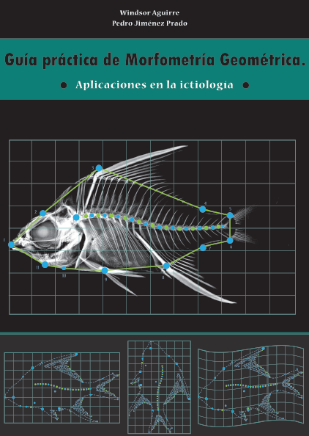 Windsor Aguirre
Pedro Jiménez Prado
Guía práctica de Morfometría Geométrica.
• Aplicaciones en la ictiología •